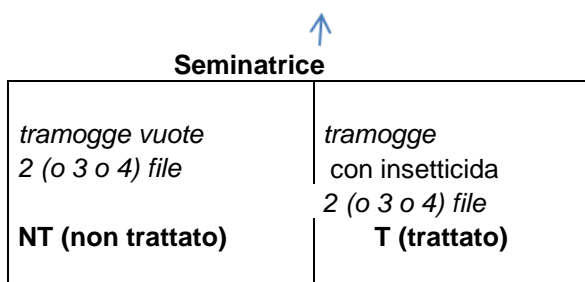 Seminatrice
tramogge vuote
2 (o 3 o 4) file
NT (non trattato)
tramogge
con insetticida
2 (o 3 o 4) file
T (trattato)